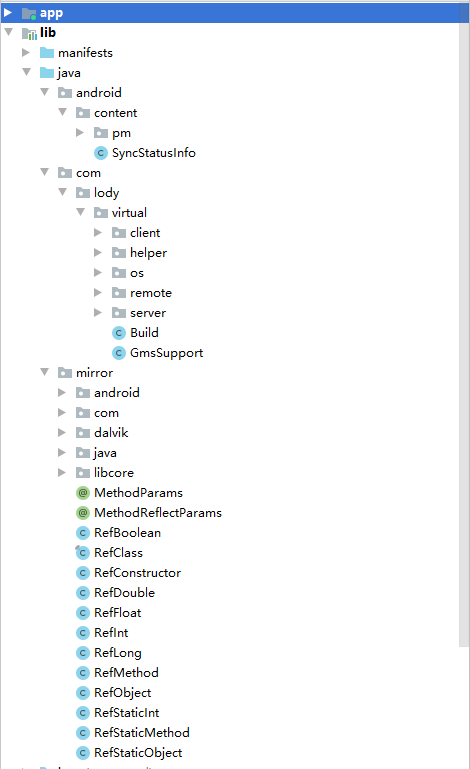 app
lib
manifests
java
android
content
pm
SyncStatusInfo
com
lody
virtual
client
helper
os
remote
server
Build
GmsSupport
mirror
android
com
dalvik
java
libcore
MethodParams
MethodReflectParams
RefBoolean
RefClass
RefConstructor
RefDouble
RefFloat
RefInt
RefLong
RefMethod
RefObject
RefStaticInt
RefStaticMethod
RefStaticObject